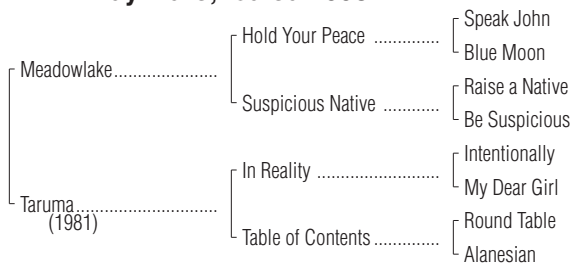 Speak John
Hold Your Peace .............
Blue Moon
Meadowlake.....................
Raise a Native
Suspicious Native ...........
Be Suspicious
Intentionally
In Reality ........................
My Dear Girl
Taruma............................
(1981)
Round Table
Table of Contents.............
Alanesian